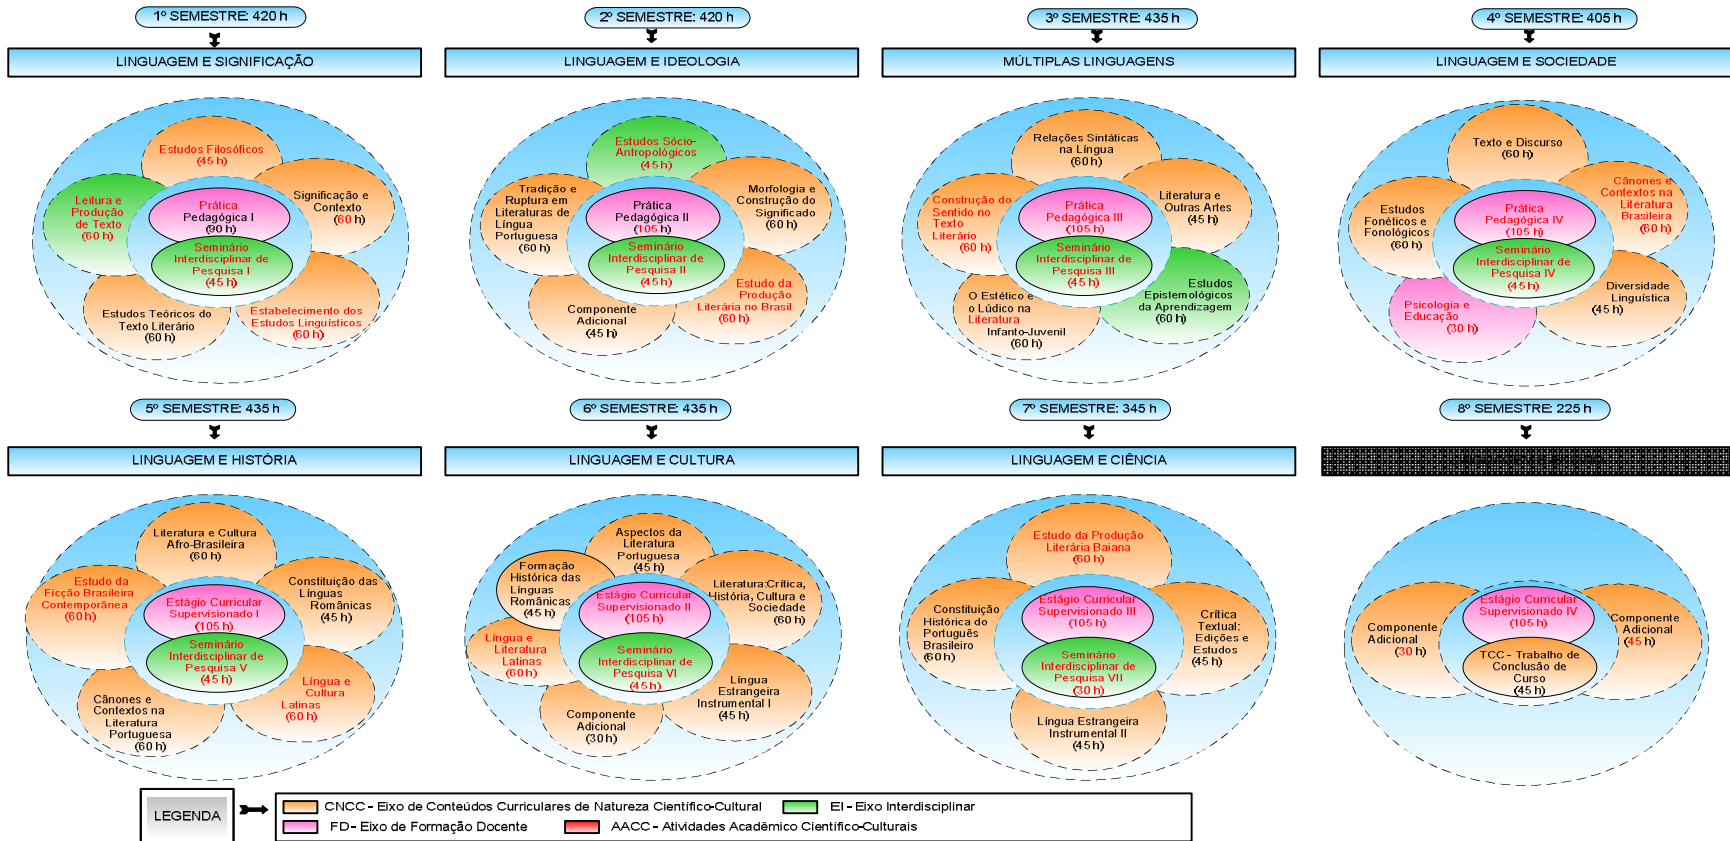 1º SEMESTRE: 420 h
LINGUAGEM E SIGNIFICAÇÃO
Estudos Filosóficos
(45 h)
Leitura e
Produção
de Texto
(60 h)
Significação e
Contexto
(60 h)
Prática
Pedagógica I
(90 h)
Seminário
Interdisciplinar de
Pesquisa I
(45 h)
Estudos Teóricos do
Texto Literário
(60 h)
Estabelecimento dos
Estudos Linguísticos
(60 h)
2º SEMESTRE: 420 h
LINGUAGEM E IDEOLOGIA
Estudos Sócio-
Antropológicos
(45 h)
Tradição e
Ruptura em
Literaturas de
Língua
Portuguesa
(60 h)
Morfologia e
Construção do
Significado
(60 h)
Prática
Pedagógica II
(105 h)
Seminário
Interdisciplinar de
Pesquisa II
(45 h)
Componente
Adicional
(45 h)
Estudo da
Produção
Literária no Brasil
(60 h)
3º SEMESTRE: 435 h
MÚLTIPLAS LINGUAGENS
Relações Sintáticas
na Língua
(60 h)
Construção do
Sentido no
Texto
Literário
(60 h)
Literatura e
Outras Artes
(45 h)
Prática
Pedagógica III
(105 h)
Seminário
Interdisciplinar de
Pesquisa III
(45 h)
O Estético e
o Lúdico na
Literatura
Infanto-Juvenil
(60 h)
Estudos
Epistemológicos
da Aprendizagem
(60 h)
4º SEMESTRE: 405 h
LINGUAGEM E SOCIEDADE
Texto e Discurso
(60 h)
Estudos
Fonéticos e
Fonológicos
(60 h)
Cânones e
Contextos na
Literatura
Brasileira
(60 h)
Prática
Pedagógica IV
(105 h)
Seminário
Interdisciplinar de
Pesquisa IV
(45 h)
Psicologia e
Educação
(30 h)
Diversidade
Linguística
(45 h)
5º SEMESTRE: 435 h
LINGUAGEM E HISTÓRIA
Literatura e Cultura
Afro-Brasileira
(60 h)
Estudo da
Ficção Brasileira
Contemporânea
(60 h)
Constituição das
Línguas
Românicas
(45 h)
Estágio Curricular
Supervisionado I
(105 h)
Seminário
Interdisciplinar de
Pesquisa V
(45 h)
Cânones e
Contextos na
Literatura
Portuguesa
(60 h)
Língua e
Cultura
Latinas
(60 h)
6º SEMESTRE: 435 h
LINGUAGEM E CULTURA
Aspectos da
Literatura
Portuguesa
(45 h)
Formação
Histórica das
Línguas
Românicas
(45 h)
Literatura:Crítica,
História, Cultura e
Sociedade
(60 h)
Estágio Curricular
Supervisionado II
(105 h)
Seminário
Interdisciplinar de
Pesquisa VI
(45 h)
Língua e
Literatura
Latinas
(60 h)
Componente
Adicional
(30 h)
Língua
Estrangeira
Instrumental I
(45 h)
7º SEMESTRE: 345 h
LINGUAGEM E CIÊNCIA
Estudo da Produção
Literária Baiana
(60 h)
Constituição
Histórica do
Português
Brasileiro
(60 h)
Crítica
Textual:
Edições e
Estudos
(45 h)
Estágio Curricular
Supervisionado III
(105 h)
Seminário
Interdisciplinar de
Pesquisa VII
(30 h)
Língua Estrangeira
Instrumental II
(45 h)
8º SEMESTRE: 225 h
Componente
Adicional
(30 h)
Estágio Curricular
Supervisionado IV
(105 h)
TCC - Trabalho de
Conclusão de
Curso
(45 h)
Componente
Adicional
(45 h)
LEGENDA
CNCC - Eixo de Conteúdos Curriculares de Natureza Científico-Cultural
EI - Eixo Interdisciplinar
FD - Eixo de Formação Docente
AACC - Atividades Acadêmico Científico-Culturais